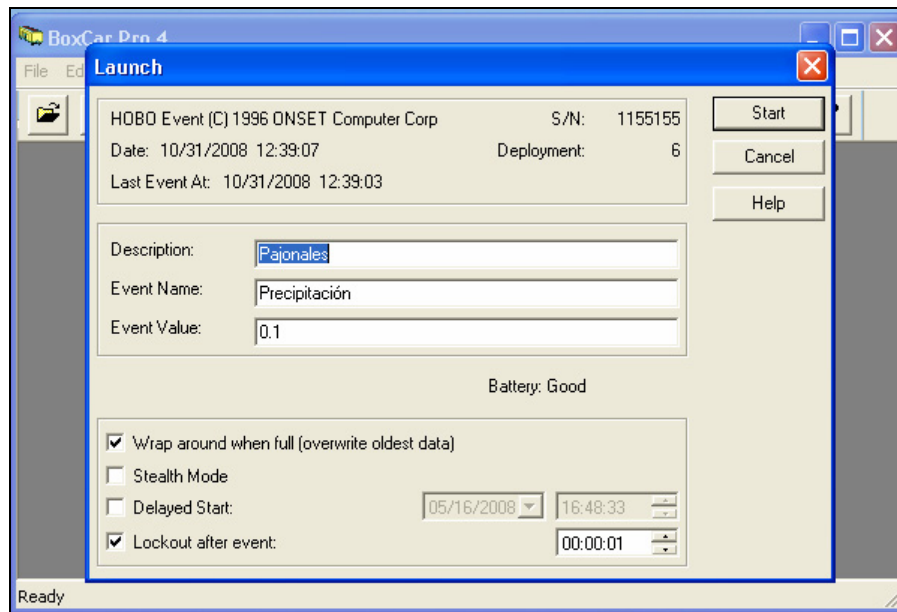 BoxCar Pro 4
File Ed
Launch
HOBO Event (C) 1996 ONSET Computer Corp S/N: 1155155
Date: 10/31/2008 12:39:07 Deployment: 6
Last Event At: 10/31/2008 12:39:03
Start
Cancel
Help
Description: Pajonales
Event Name: Precipitación
Event Value: 0.1
Battery: Good
Wrap around when full (overwrite oldest data)
Stealth Mode
Delayed Start: 05/16/2008 16:48:33
Lockout after event: 00:00:01
Ready